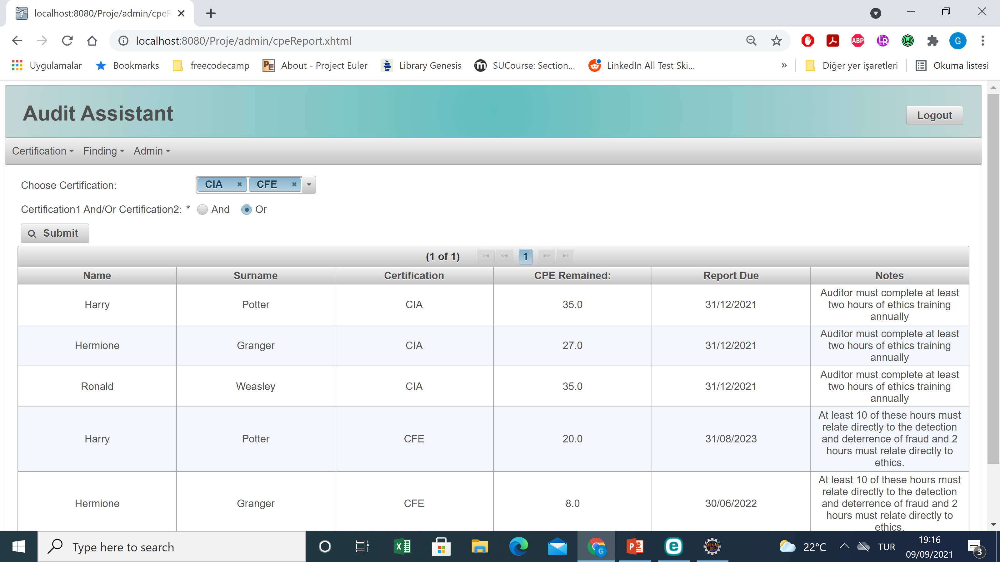 localhost:8080/Proje/admin/cpeR
localhost:8080/Proje/admin/cpeReport.xhtml
ABP
G
Uygulamalar
Bookmarks
freecodecamp
PE About - Project Euler
Library Genesis
SUCourse: Section...
LinkedIn All Test Ski...
»
Diğer yer işaretleri
Okuma listesi
Audit Assistant
Logout
Certification Finding Admin
Choose Certification: CIA CFE
Certification1 And/Or Certification2: * And Or
Submit
(1 of 1) 1
Name Surname Certification CPE Remained: Report Due Notes
Harry Potter CIA 35.0 31/12/2021
Auditor must complete at least
two hours of ethics training
annually
Hermione Granger CIA 27.0 31/12/2021
Auditor must complete at least
two hours of ethics training
annually
Ronald Weasley CIA 35.0 31/12/2021
Auditor must complete at least
two hours of ethics training
annually
Harry Potter CFE 20.0 31/08/2023
At least 10 of these hours must
relate directly to the detection
and deterrence of fraud and 2
hours must relate directly to
ethics.
Hermione Granger CFE 8.0 30/06/2022
At least 10 of these hours must
relate directly to the detection
and deterrence of fraud and 2
hours must relate directly to
ethics.
Type here to search
G
Java EE
IDE
22°C
TUR
19:16
09/09/2021
3